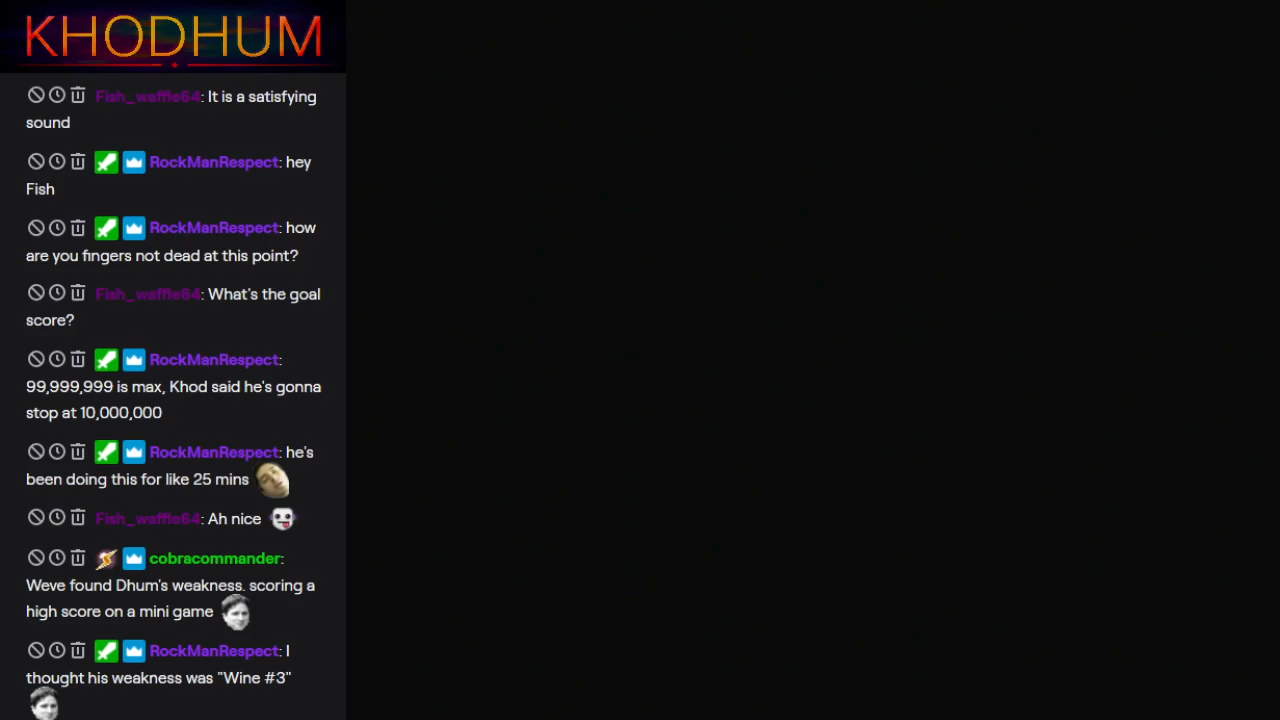 KHODHUM
Fish_waffle64: It is a satisfying
sound
RockManRespect: hey
Fish
RockManRespect: how
are you fingers not dead at this point?
Fish_waffle64: What's the goal
score?
RockManRespect:
99,999,999 is max, Khod said he's gonna
stop at 10,000,000
RockManRespect: he's
been doing this for like 25 mins
Fish_waffle64: Ah nice
cobracommander:
Weve found Dhum's weakness. scoring a
high score on a mini game
RockManRespect: I
thought his weakness was "Wine #3"